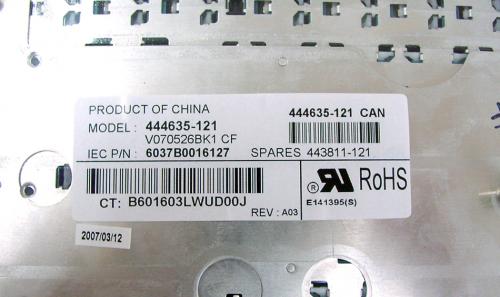 PRODUCT OF CHINA
MODEL : 444635-121
V070526BK1 CF
IEC P/N : 6037B0016127
444635-121 CAN
SPARES 443811-121
CT: B601603LWUD00J
REV : A03
® RoHS
E141395(S)
2007/03/12